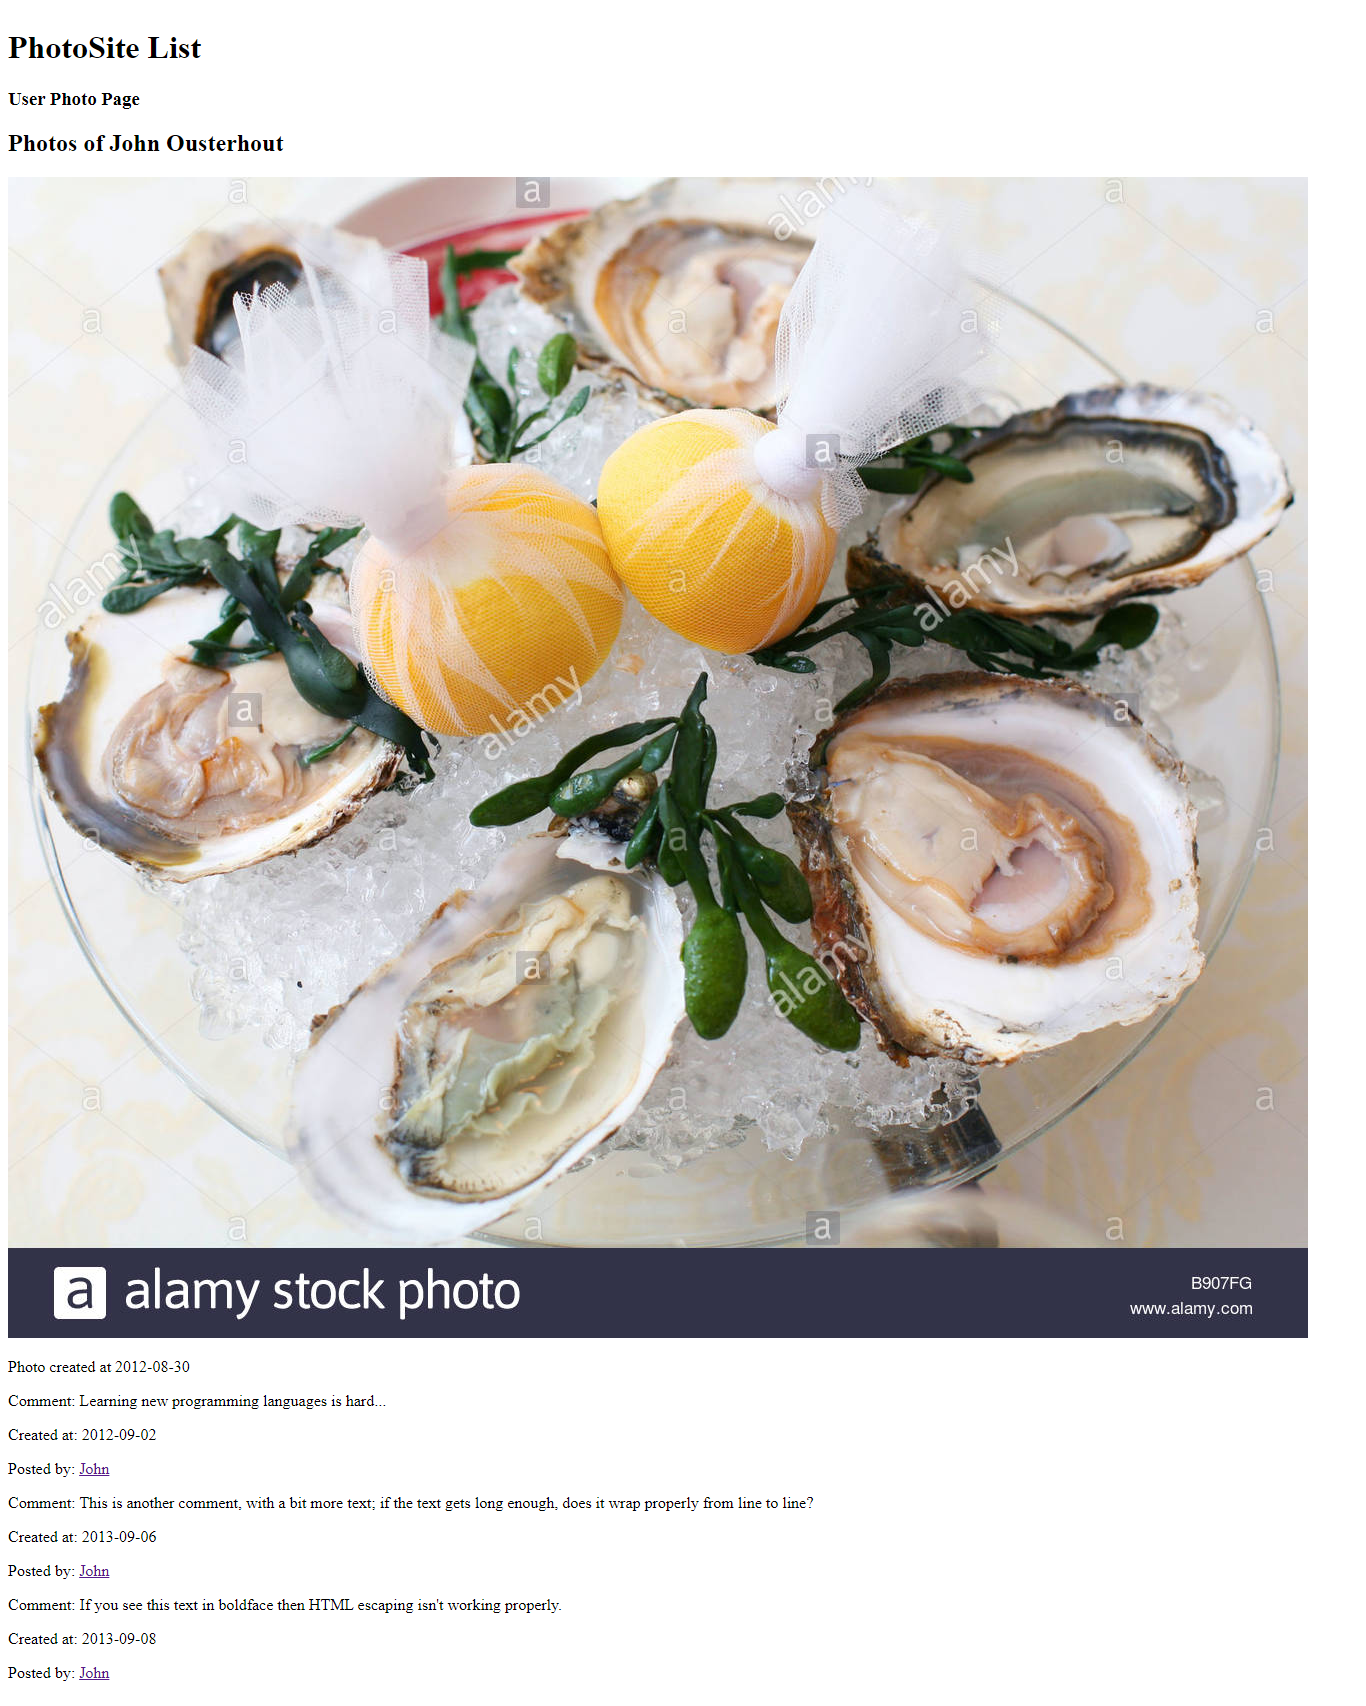 PhotoSite List
User Photo Page
Photos of John Ousterhout
a a alamy a
a a a a a
a a a
alamy a a alamy a
a alamy a a
a a a a a
a a alamy a
a a a
a a a a
a alamy stock photo
B907FG
www.alamy.com
Photo created at 2012-08-30
Comment: Learning new programming languages is hard...
Created at: 2012-09-02
Posted by: John
Comment: This is another comment, with a bit more text; if the text gets long enough, does it wrap properly from line to line?
Created at: 2013-09-06
Posted by: John
Comment: If you see this text in boldface then HTML escaping isn't working properly.
Created at: 2013-09-08
Posted by: John